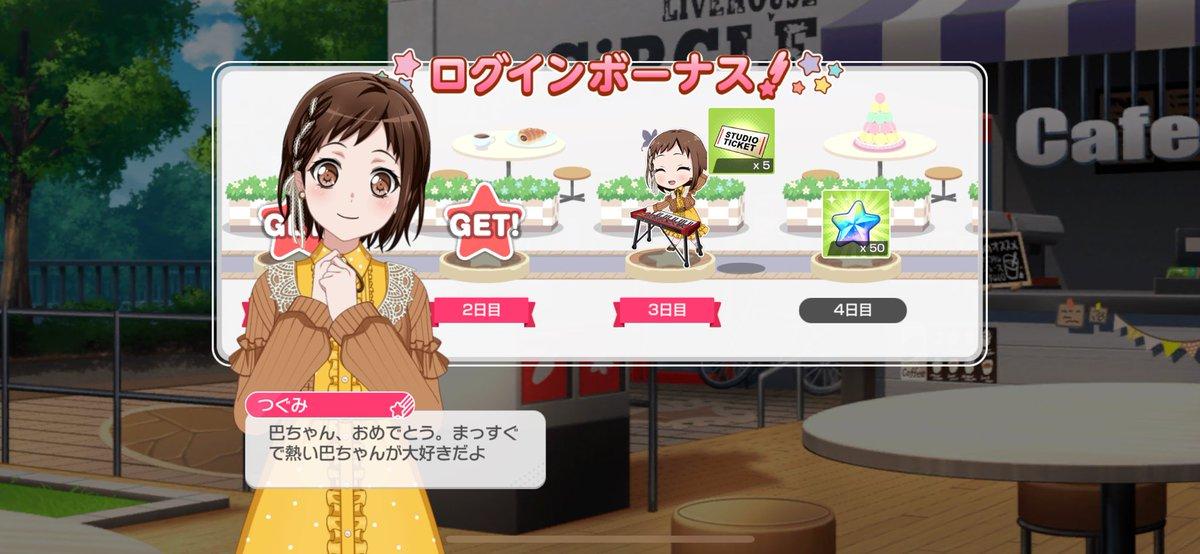 LIVEHOUSE
CiRCLE
Cafe
ログインボーナス!
STUDIO
TICKET
x 5
GET!
x 50
2日目
3日目
4日目
つぐみ
巴ちゃん、おめでとう。まっすぐ
で熱い巴ちゃんが大好きだよ